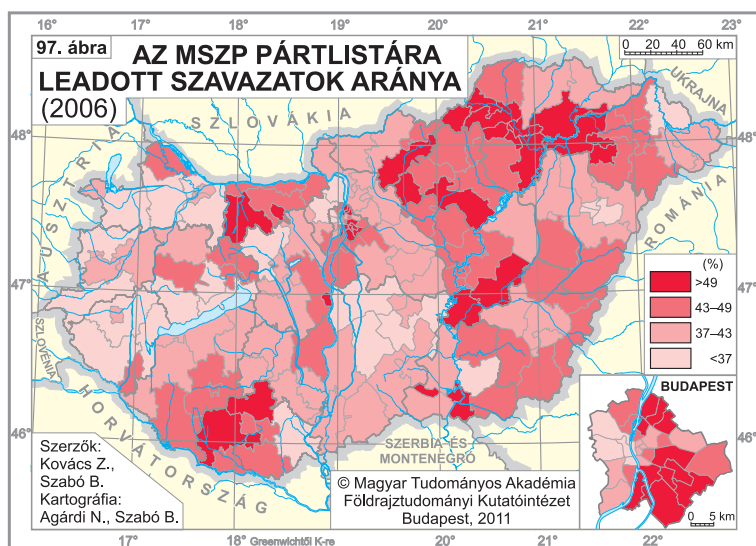 16° 17° 18° 19° 20° 21° 22° 23°
97. ábra
AZ MSZP PÁRTLISTÁRA
LEADOTT SZAVAZATOK ARÁNYA
(2006)
0 20 40 60 km
UKRAJNA
SZLOVÁKIA
48° 48°
AUSZTRIA
ROMÁNIA
(%)
>49
43–49
37–43
<37
47° 47°
SZLOVÉNIA
HORVÁTORSZÁG
BUDAPEST
46° 46°
SZERBIA ÉS
MONTENEGRÓ
Szerzők:
Kovács Z.,
Szabó B.
Kartográfia:
Agárdi N., Szabó B.
© Magyar Tudományos Akadémia
Földrajztudományi Kutatóintézet
Budapest, 2011
0 5 km
17° 18° Greenwichtől K-re 19° 20° 21° 22°